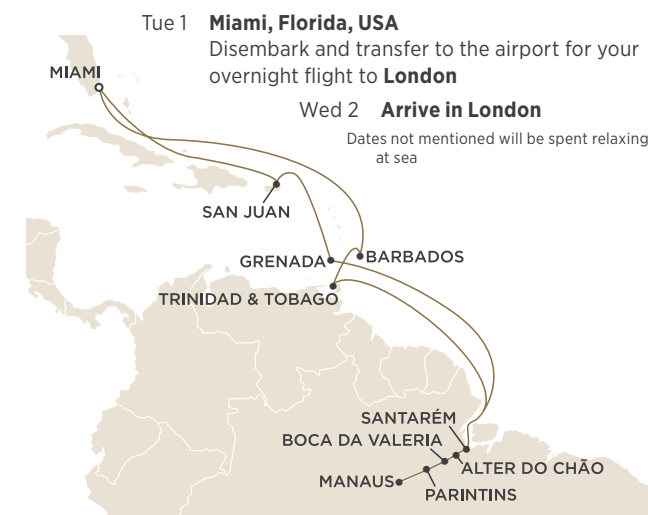 Tue 1 Miami, Florida, USA
Disembark and transfer to the airport for your
overnight flight to London
Wed 2 Arrive in London
Dates not mentioned will be spent relaxing
at sea
MIAMI
SAN JUAN
GRENADA
BARBADOS
TRINIDAD & TOBAGO
SANTARÉM
BOCA DA VALERIA
ALTER DO CHÃO
MANAUS
PARINTINS